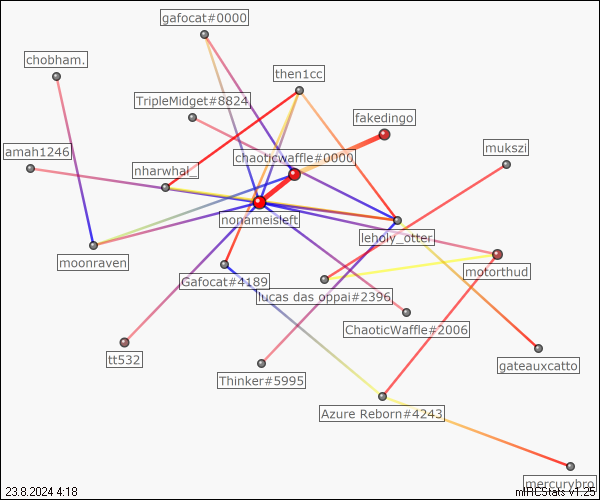 gafocat#0000
chobham.
then1cc
TripleMidget#8824
fakedingo
amah1246
mukszi
chaoticwaffle#0000
nharwhal_
nonameisleft
leholy_otter
moonraven
motorthud
Gafocat#4189
lucas das oppai#2396
ChaoticWaffle#2006
tt532
gateauxcatto
Thinker#5995
Azure Reborn#4243
mercurybro
23.8.2024 4:18
mIRCStats v1.25